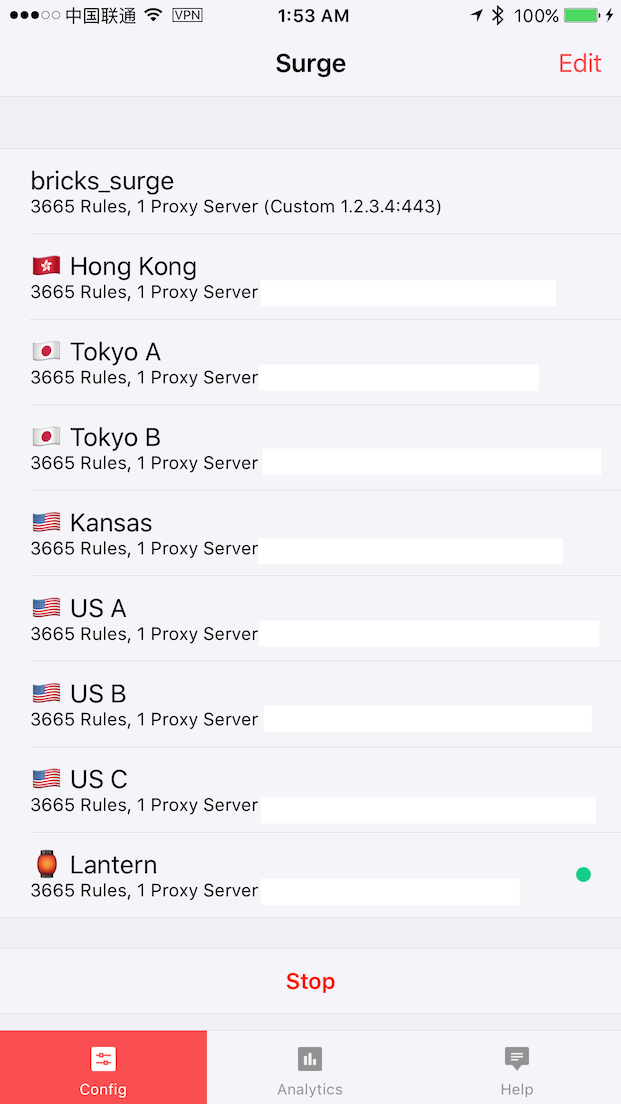 中国联通 VPN 1:53 AM 100%
Surge Edit
bricks_surge
3665 Rules, 1 Proxy Server (Custom 1.2.3.4:443)
Hong Kong
3665 Rules, 1 Proxy Server
Tokyo A
3665 Rules, 1 Proxy Server
Tokyo B
3665 Rules, 1 Proxy Server
Kansas
3665 Rules, 1 Proxy Server
US A
3665 Rules, 1 Proxy Server
US B
3665 Rules, 1 Proxy Server
US C
3665 Rules, 1 Proxy Server
Lantern
3665 Rules, 1 Proxy Server
Stop
Config Analytics Help